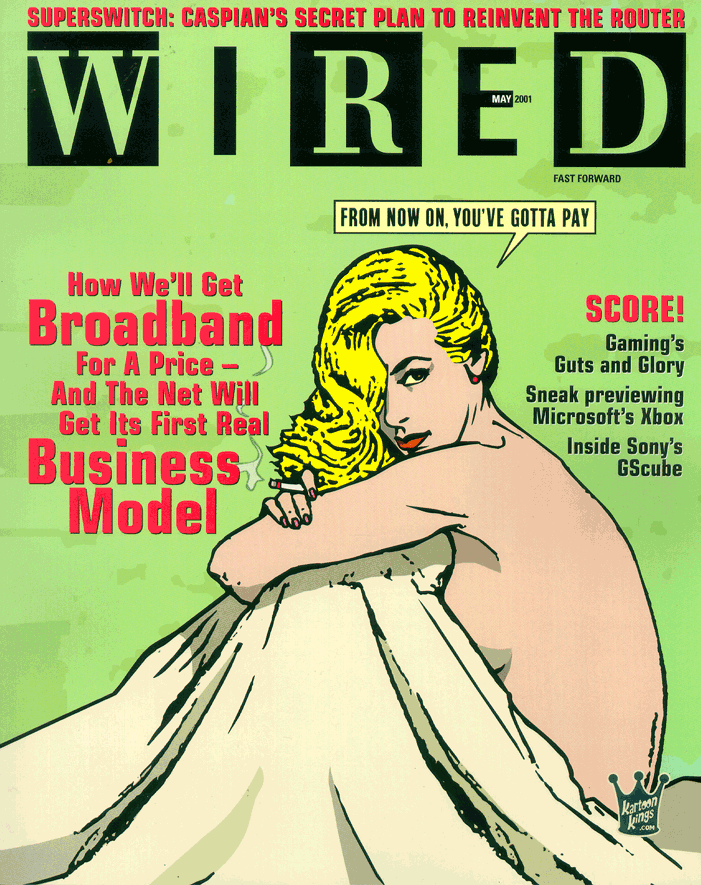 SUPERSWITCH: CASPIAN'S SECRET PLAN TO REINVENT THE ROUTER
WIRED
MAY 2001
FAST FORWARD
FROM NOW ON, YOU'VE GOTTA PAY
How We'll Get
Broadband
For A Price –
And The Net Will
Get Its First Real
Business
Model
SCORE!
Gaming's
Guts and Glory
Sneak previewing
Microsoft's Xbox
Inside Sony's
GScube
Kartoon
Kings
.COM